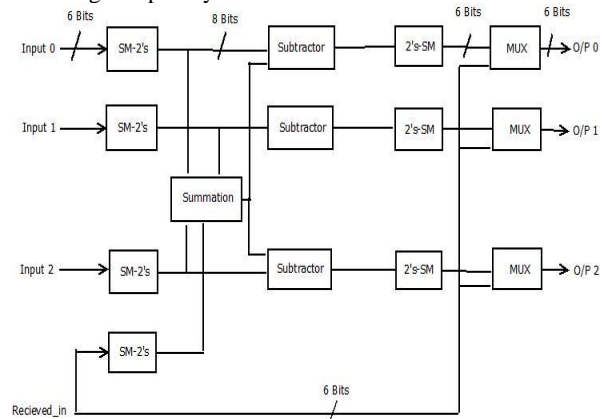 6 Bits
8 Bits
6 Bits
6 Bits
Input 0
SM-2's
Subtractor
2's-SM
MUX
O/P 0
Input 1
SM-2's
Subtractor
2's-SM
MUX
O/P 1
Summation
Input 2
SM-2's
Subtractor
2's-SM
MUX
O/P 2
SM-2's
6 Bits
Recieved_in